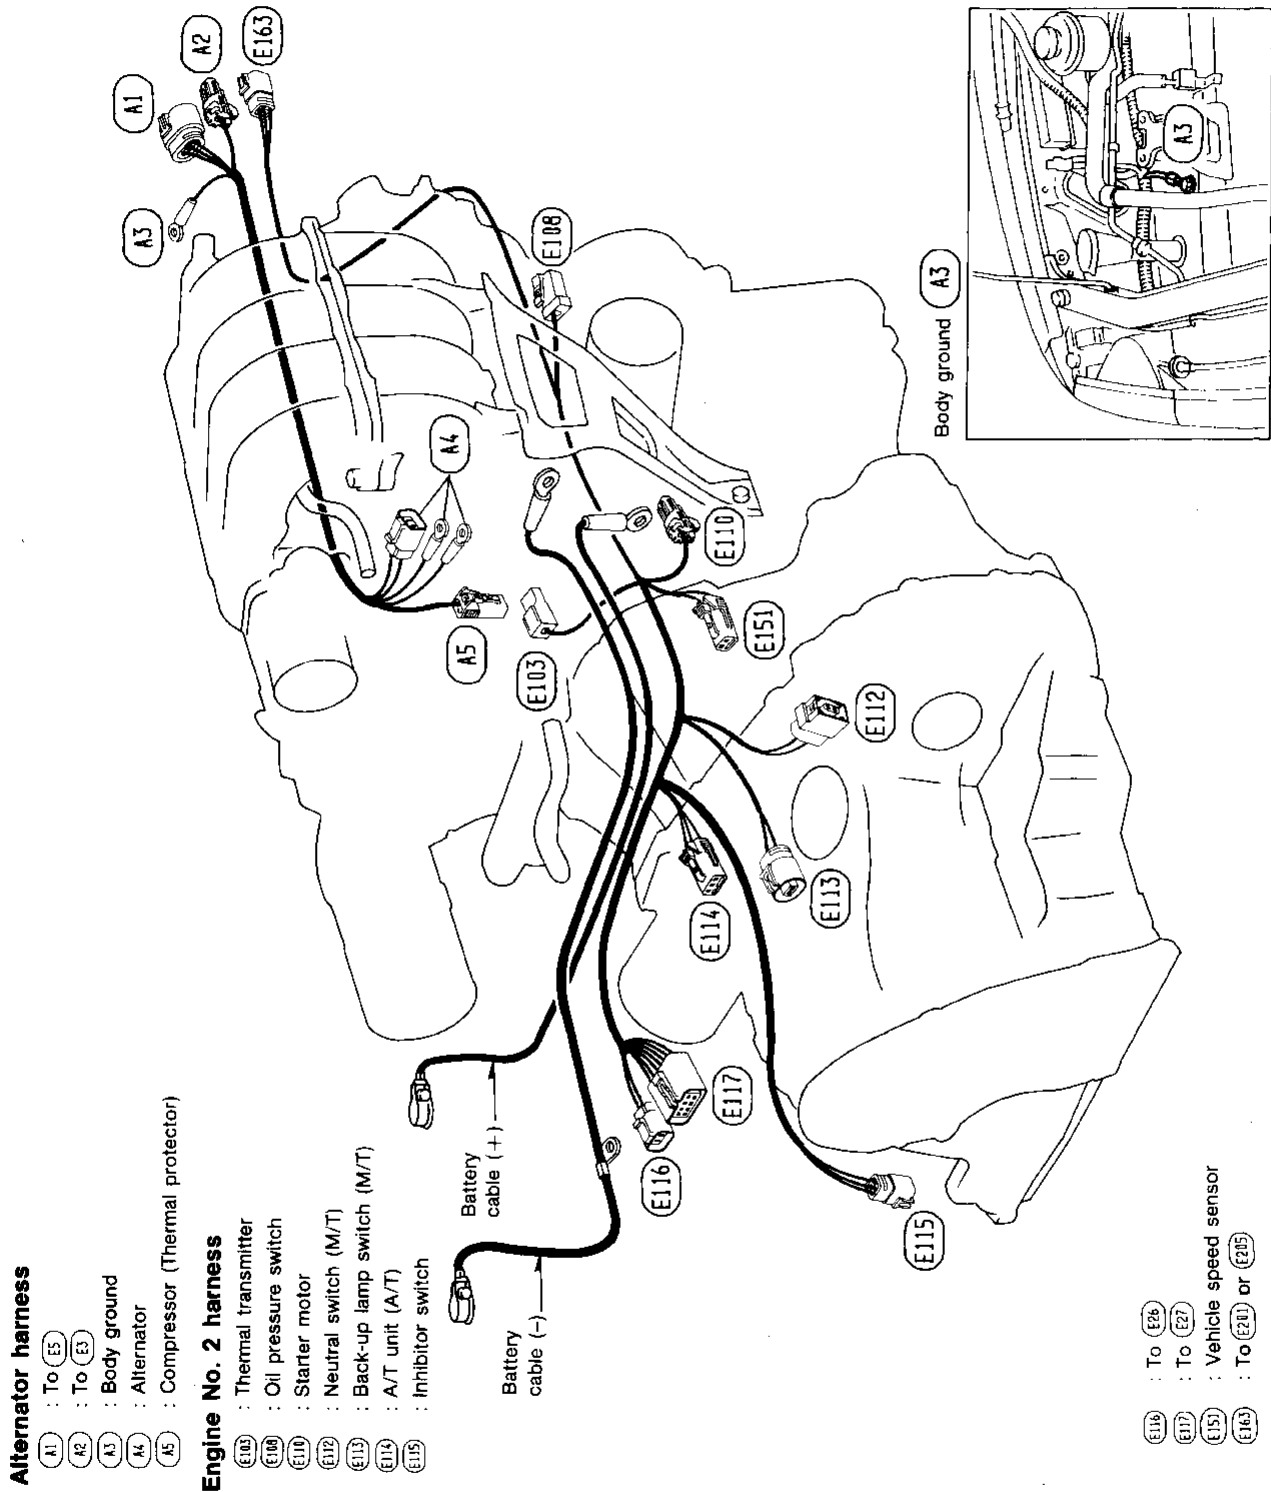 Alternator harness
A1 : To E5
A2 : To E3
A3 : Body ground
A4 : Alternator
A5 : Compressor (Thermal protector)
Engine No. 2 harness
E103 : Thermal transmitter
E108 : Oil pressure switch
E110 : Starter motor
E112 : Neutral switch (M/T)
E113 : Back-up lamp switch (M/T)
E114 : A/T unit (A/T)
E115 : Inhibitor switch
E116 : To E26
E117 : To E27
E151 : Vehicle speed sensor
E163 : To E201 or E205
A1
A2
E163
A3
E108
A4
A5
E103
E110
E151
E112
E113
E114
E117
E116
E115
Battery
cable (+)
Battery
cable (−)
Body ground A3
A3